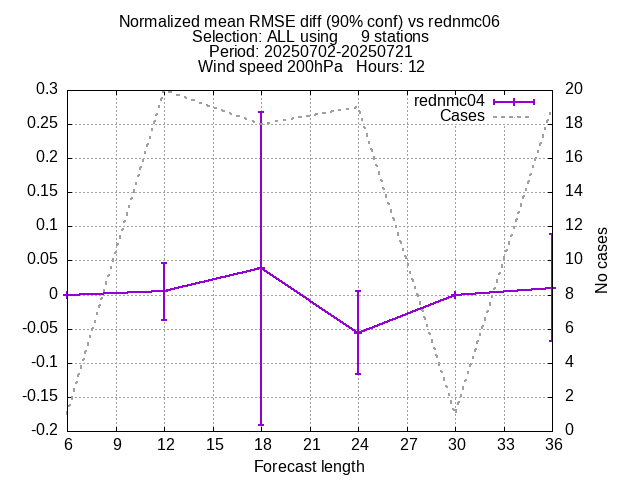 Normalized mean RMSE diff (90% conf) vs rednmc06
Selection: ALL using     9 stations
Period: 20250702-20250721
Wind speed 200hPa   Hours: 12
rednmc04
Cases
0.3
0.25
0.2
0.15
0.1
0.05
0
-0.05
-0.1
-0.15
-0.2
20
18
16
14
12
10
8
6
4
2
0
No cases
6 9 12 15 18 21 24 27 30 33 36
Forecast length